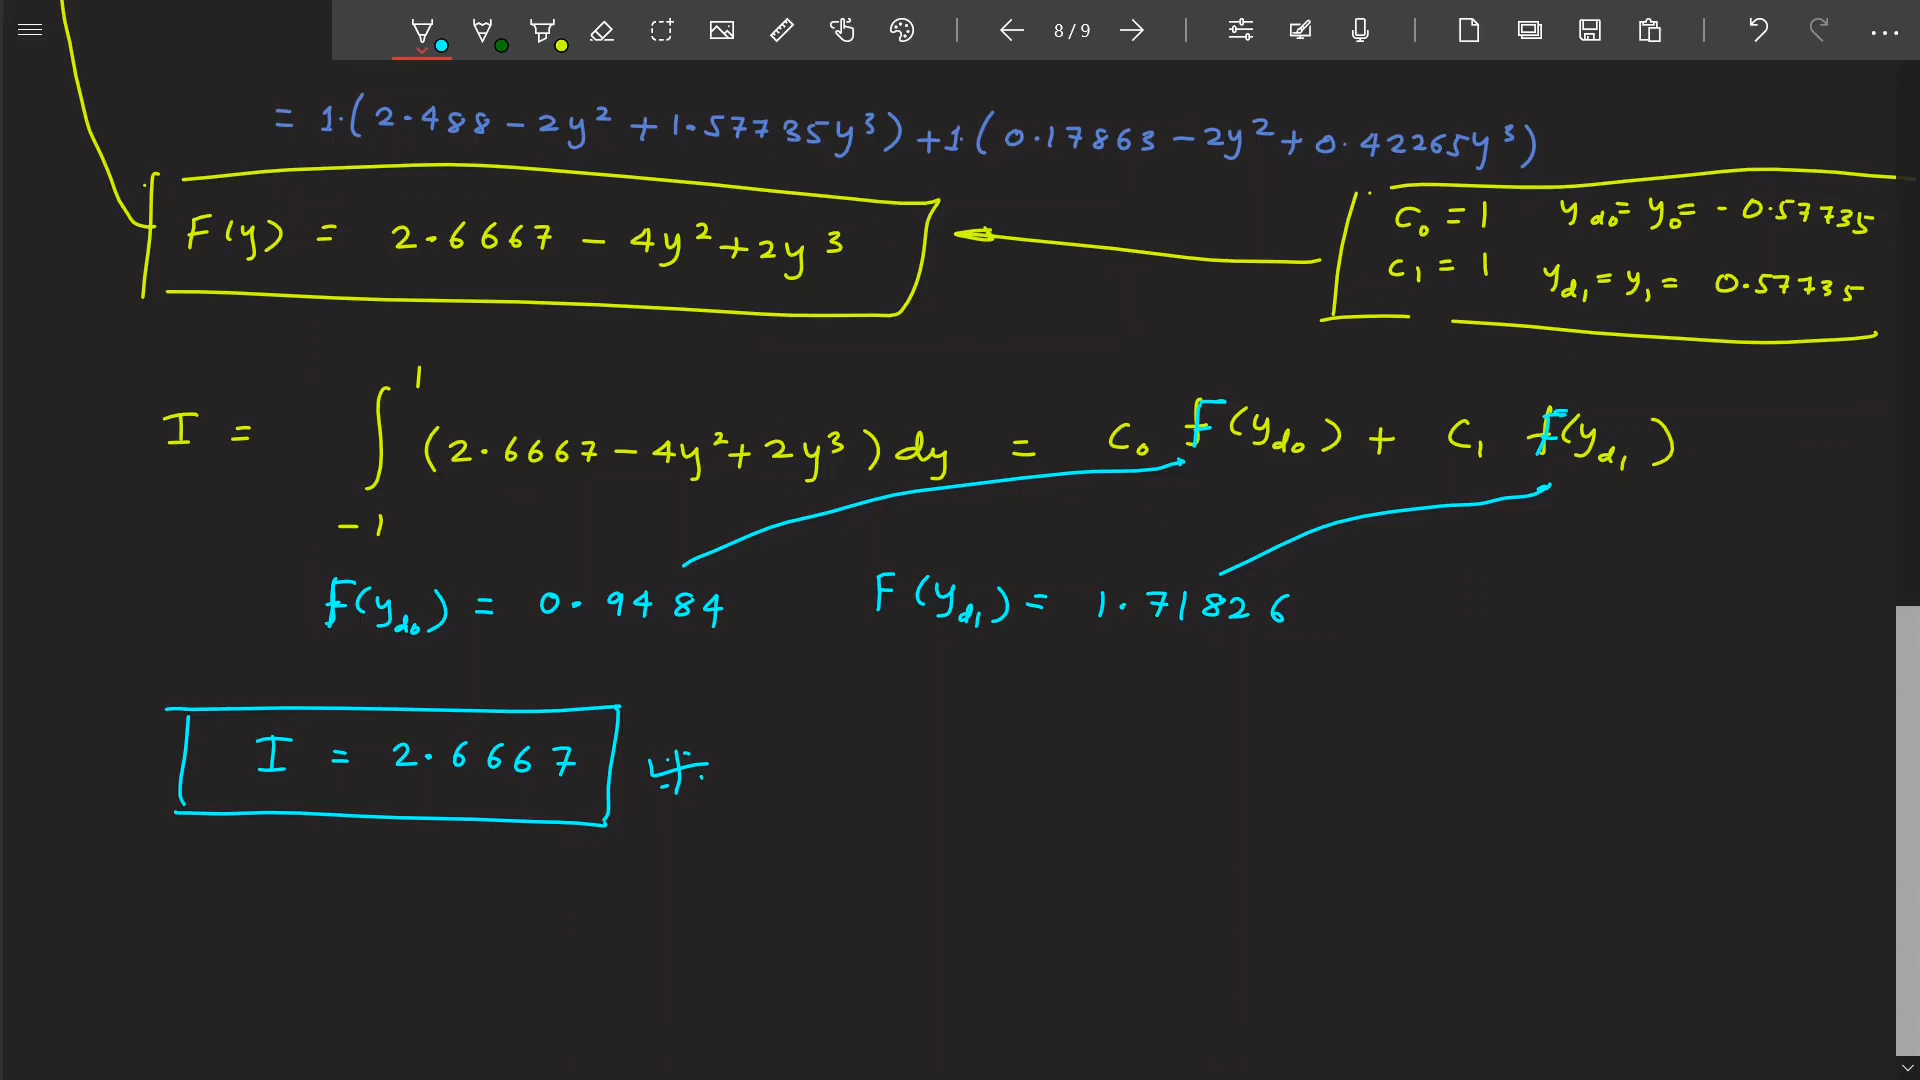 8/9
= 1.(2.488 - 2y² + 1.57735y³) + 1.(0.17863 - 2y² + 0.42265y³)
F(y) = 2.6667 - 4y² + 2y³
C₀ = 1 y_d₀ = y₀ = -0.57735
C₁ = 1 y_d₁ = y₁ = 0.57735
I = ∫₋₁¹ (2.6667 - 4y² + 2y³) dy = C₀ F(y_d₀) + C₁ F(y_d₁)
F(y_d₀) = 0.9484 F(y_d₁) = 1.71826
I = 2.6667